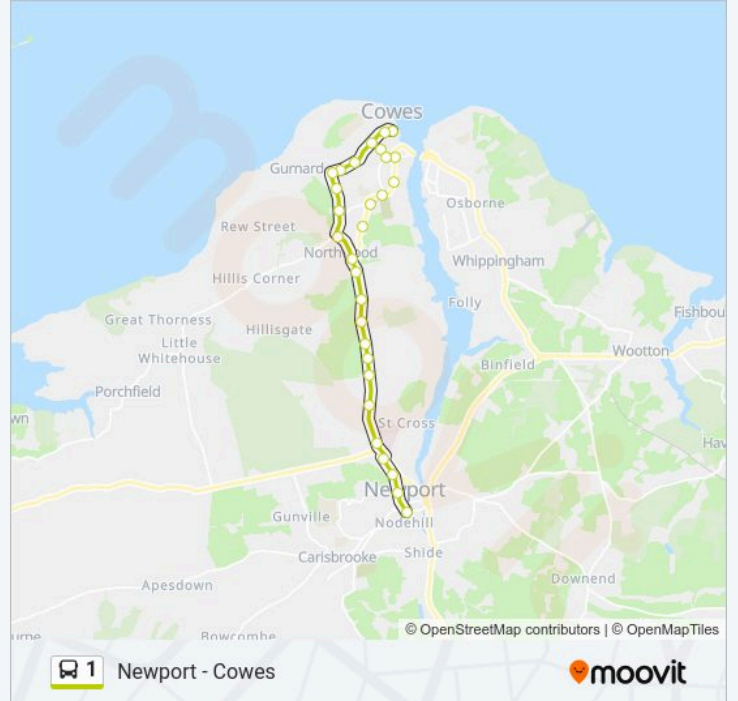 Cowes
Gurnard
Osborne
Rew Street
Northwood
Whippingham
Hillis Corner
Folly
Fishbou
Great Thorness
Hillisgate
Little
Whitehouse
Wootton
Binfield
Porchfield
wn
St Cross
Hav
Newport
Gunville
Nodehill
Carisbrooke
Shide
Downend
Apesdown
urne
Bowcombe
© OpenStreetMap contributors | © OpenMapTiles
1 Newport - Cowes
moovit